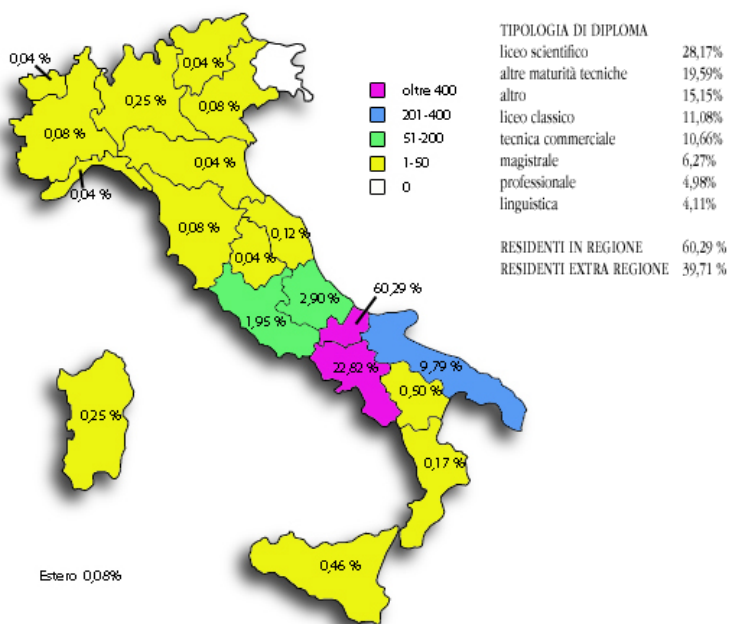 TIPOLOGIA DI DIPLOMA
liceo scientifico 28,17%
altre maturità tecniche 19,59%
altro 15,15%
liceo classico 11,08%
tecnica commerciale 10,66%
magistrale 6,27%
professionale 4,98%
linguistica 4,11%
RESIDENTI IN REGIONE 60,29 %
RESIDENTI EXTRA REGIONE 39,71 %
oltre 400
201-400
51-200
1-50
0
0,04 %
0,04 %
0,25 %
0,08 %
0,08 %
0,04 %
0,04 %
0,08 %
0,12 %
0,04 %
60,29 %
2,90 %
1,95 %
22,82 %
9,79 %
0,50 %
0,25 %
0,17 %
0,46 %
Estero 0,08%